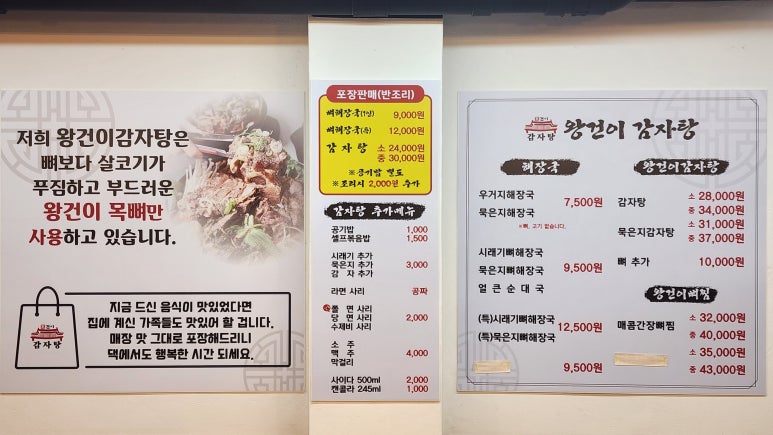 저희 왕건이감자탕은
뼈보다 살코기가
푸짐하고 부드러운
왕건이 목뼈만
사용하고 있습니다.
왕건이
감자탕
지금 드신 음식이 맛있었다면
집에 계신 가족들도 맛있어 할 겁니다.
매장 맛 그대로 포장해드리니
댁에서도 행복한 시간 되세요.
포장판매(반조리)
뼈해장국(1인) 9,000원
뼈해장국(특) 12,000원
감자탕 소 24,000원
중 30,000원
※공기밥 별도
※조리시 2,000원 추가
감자탕 추가메뉴
공기밥 1,000
셀프볶음밥 1,500
시래기 추가
묵은지 추가 3,000
감자 추가
라면 사리 공짜
쫄면 사리
당면 사리 2,000
수제비 사리
소주
맥주 4,000
막걸리
사이다 500ml 2,000
캔콜라 245ml 1,000
왕건이
감자탕
왕건이 감자탕
해장국
우거지해장국
묵은지해장국 7,500원
*뼈, 고기 없습니다.
시래기뼈해장국
묵은지뼈해장국 9,500원
얼큰순대국
(특)시래기뼈해장국 12,500원
(특)묵은지뼈해장국
9,500원
왕건이감자탕
감자탕 소 28,000원
중 34,000원
묵은지감자탕 소 31,000원
중 37,000원
뼈 추가 10,000원
왕건이뼈찜
매콤간장뼈찜 소 32,000원
중 40,000원
소 35,000원
중 43,000원